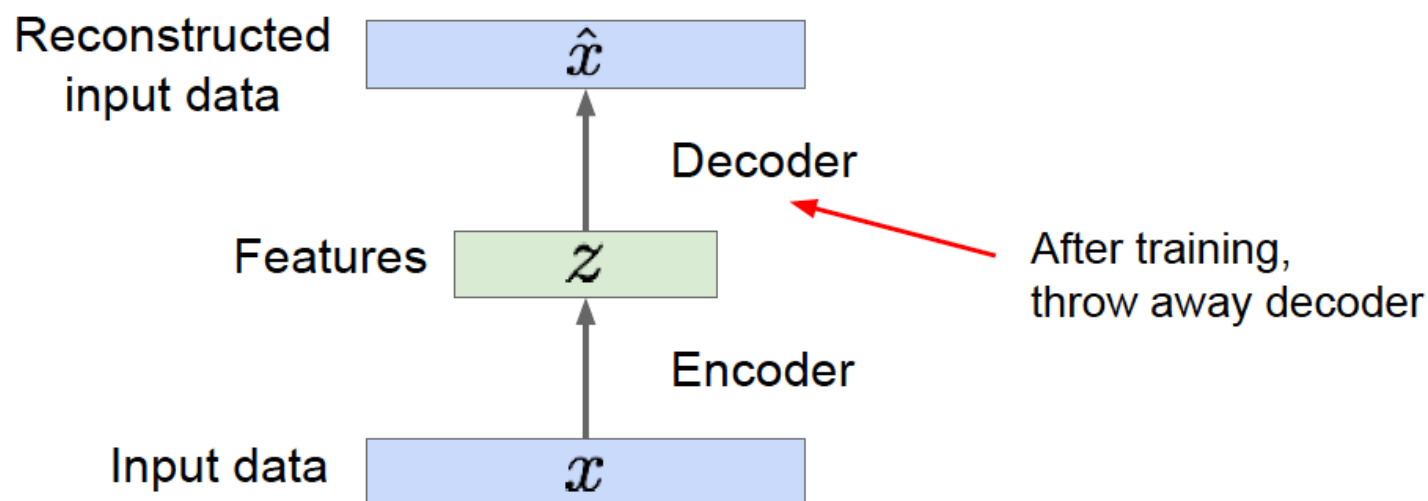 Reconstructed
input data
x̂
Decoder
Features
z
After training,
throw away decoder
Encoder
Input data
x